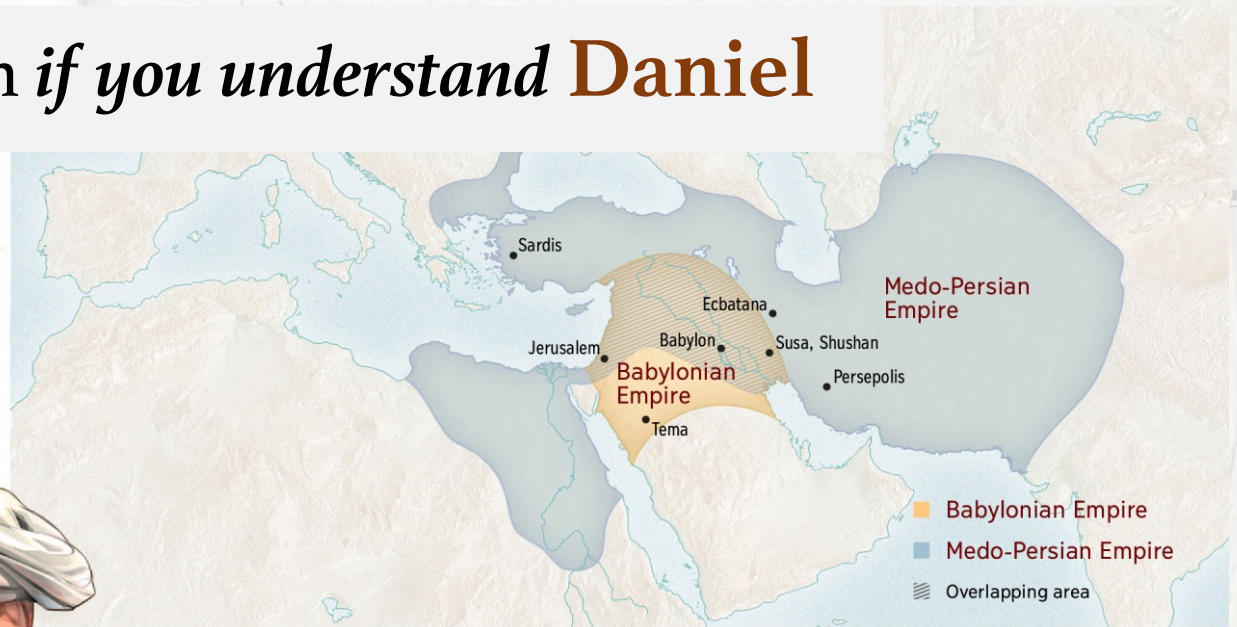 if you understand Daniel
Sardis
Ecbatana
Medo-Persian
Empire
Jerusalem
Babylon
Susa, Shushan
Babylonian
Empire
Persepolis
Tema
Babylonian Empire
Medo-Persian Empire
Overlapping area